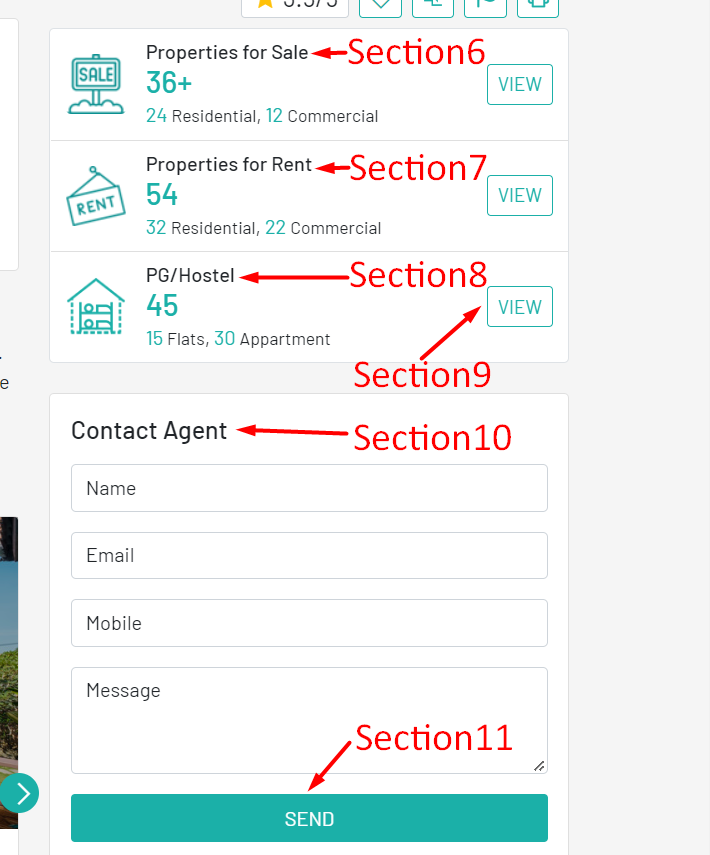 Properties for Sale Section6
SALE
36+
VIEW
24 Residential, 12 Commercial
Properties for Rent Section7
RENT
54
VIEW
32 Residential, 22 Commercial
PG/Hostel Section8
45
VIEW
15 Flats, 30 Appartment
Section9
Contact Agent Section10
Name
Email
Mobile
Message
Section11
SEND